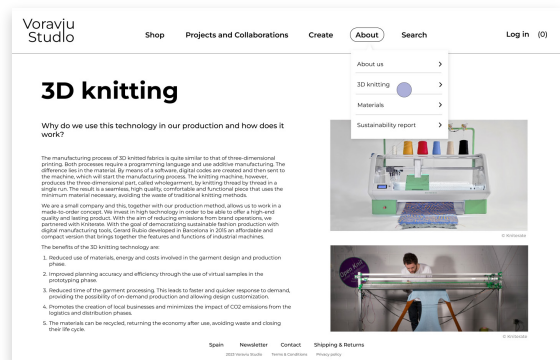 Voravju
Studio
Shop Projects and Collaborations Create About Search Log in (0)
About us
3D knitting
Materials
Sustainability report
3D knitting
Why do we use this technology in our production and how does it
work?
The manufacturing process of 3D knitted fabrics is quite similar to that of three-dimensional
printing. Both processes require a programming language and use additive manufacturing. The
difference lies in the material. By means of a software, digital codes are created and then sent to
the machine, which will start the manufacturing process. The knitting machine, however,
produces the three-dimensional part, called wholegarment, by knitting thread by thread in a
single run. The result is a seamless, high quality, comfortable and functional piece that uses the
minimum material necessary, avoiding the waste of traditional knitting methods.
We are a small company and this, together with our production method, allows us to work in a
made-to-order concept. We invest in high technology in order to be able to offer a high-end
quality and lasting product. With the aim of reducing emissions from brand operations, we
partnered with Kniterate. With the goal of democratizing sustainable fashion production with
digital manufacturing tools, Gerard Rubio developed in Barcelona in 2015 an affordable and
compact version that brings together the features and functions of industrial machines.
The benefits of the 3D knitting technology are:
1. Reduced use of materials, energy and costs involved in the garment design and production
phase.
2. Improved planning accuracy and efficiency through the use of virtual samples in the
prototyping phase.
3. Reduced time of the garment processing. This leads to faster and quicker response to demand,
providing the possibility of on-demand production and allowing design customization.
4. Promotes the creation of local businesses and minimizes the impact of CO2 emissions from the
logistics and distribution phases.
5. The materials can be recycled, returning the economy after use, avoiding waste and closing
their life cycle.
© Kniterate
Open Knit
© Kniterate
Spain Newsletter Contact Shipping & Returns
2023 Voravju Studio Terms & Conditions Privacy policy